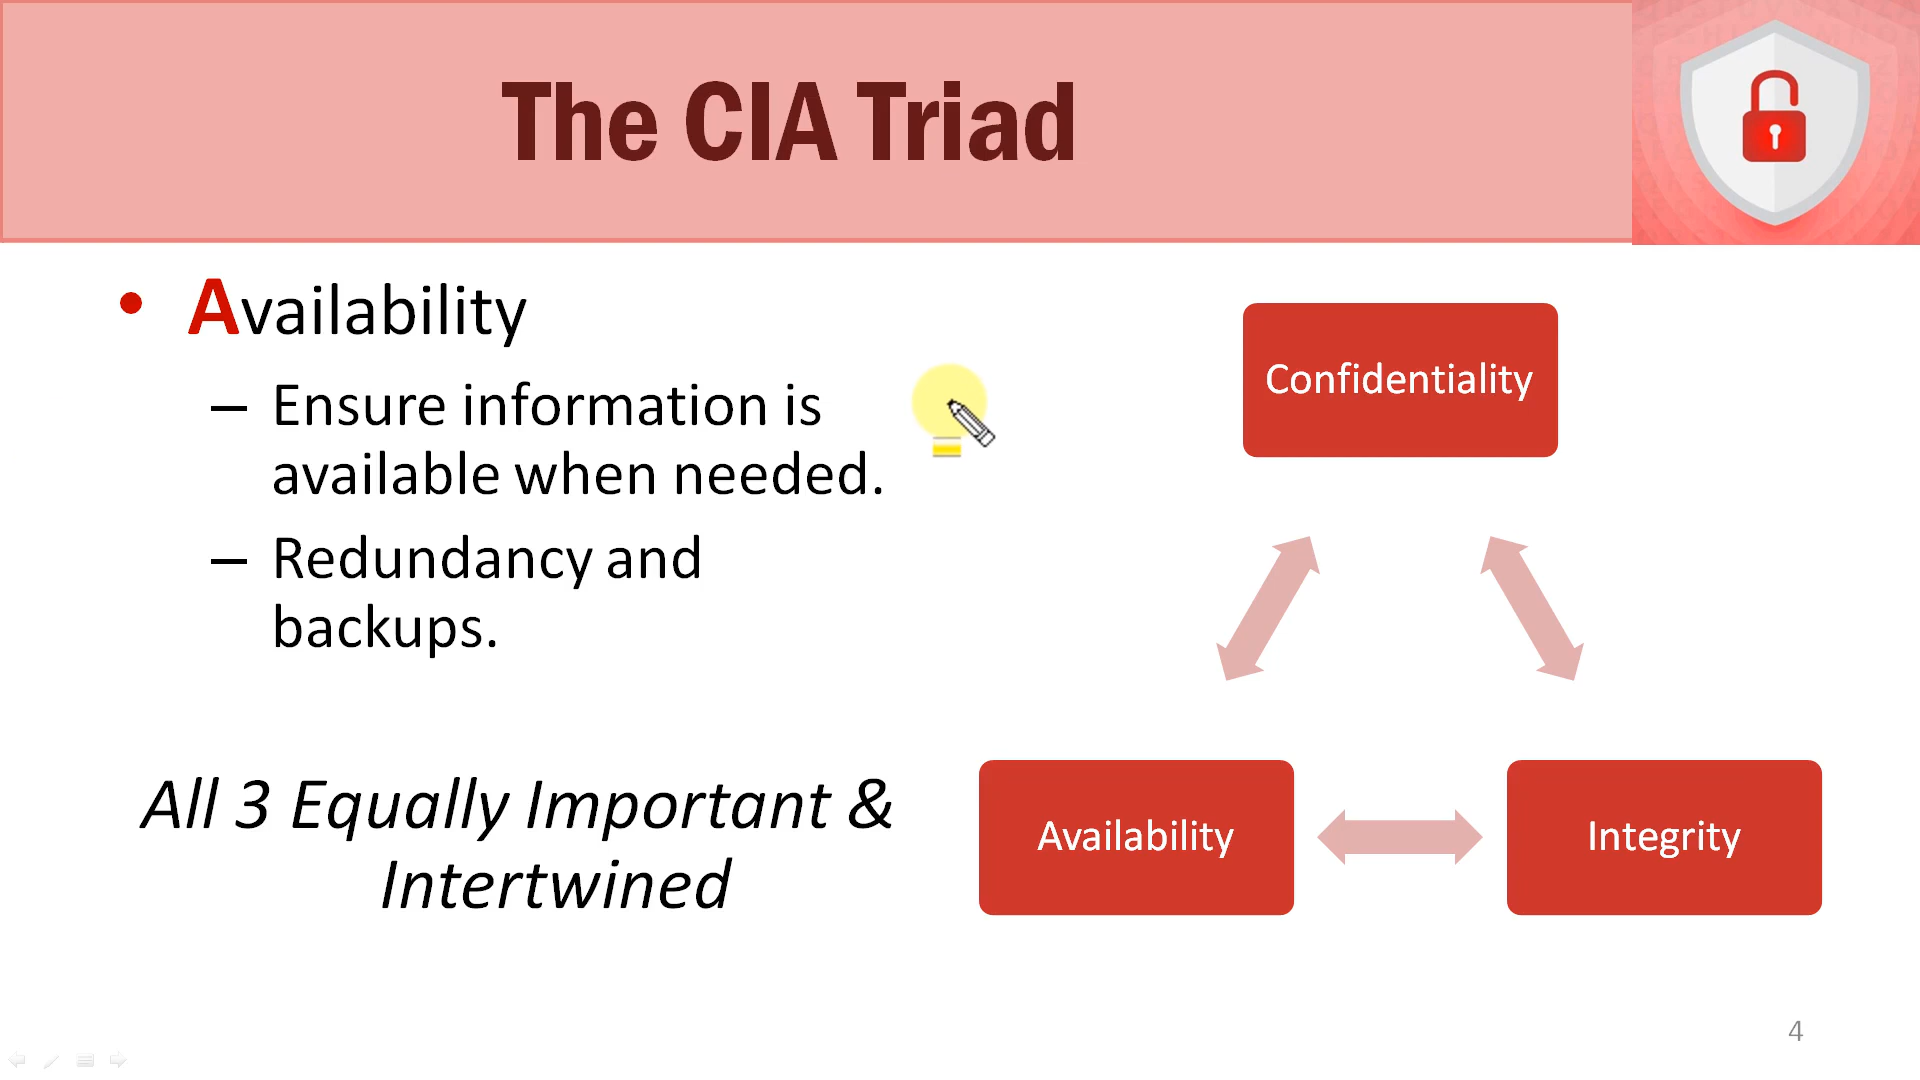 The CIA Triad
• Availability
– Ensure information is
available when needed.
– Redundancy and
backups.
All 3 Equally Important &
Intertwined
Confidentiality
Availability
Integrity
4